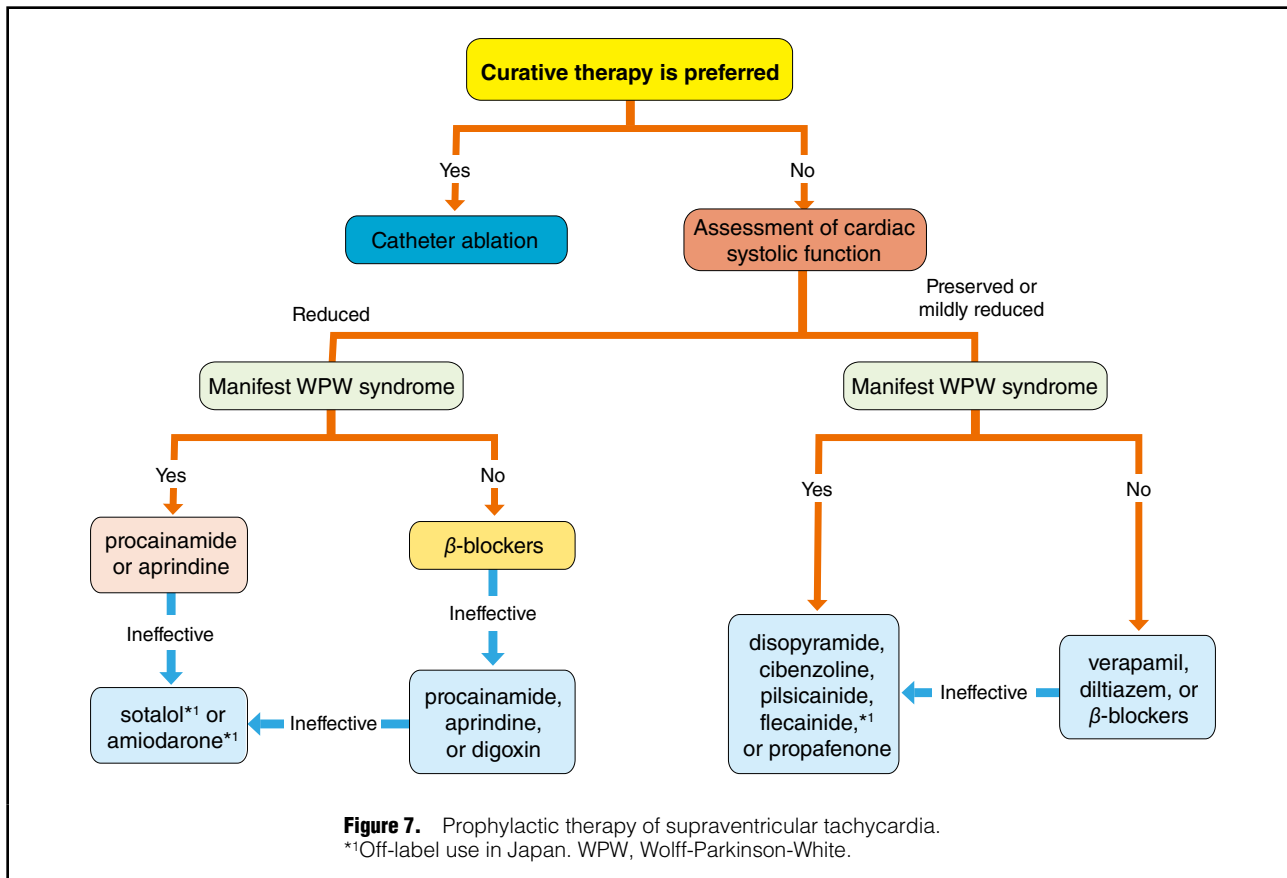 Curative therapy is preferred
Yes
No
Catheter ablation
Assessment of cardiac
systolic function
Reduced
Preserved or
mildly reduced
Manifest WPW syndrome
Manifest WPW syndrome
Yes
No
Yes
No
procainamide
or aprindine
β-blockers
Ineffective
Ineffective
disopyramide,
cibenzoline,
pilsicainide,
flecainide,*1
or propafenone
Ineffective
verapamil,
diltiazem, or
β-blockers
sotalol*1 or
amiodarone*1
Ineffective
procainamide,
aprindine,
or digoxin
Figure 7. Prophylactic therapy of supraventricular tachycardia.
*1Off-label use in Japan. WPW, Wolff-Parkinson-White.